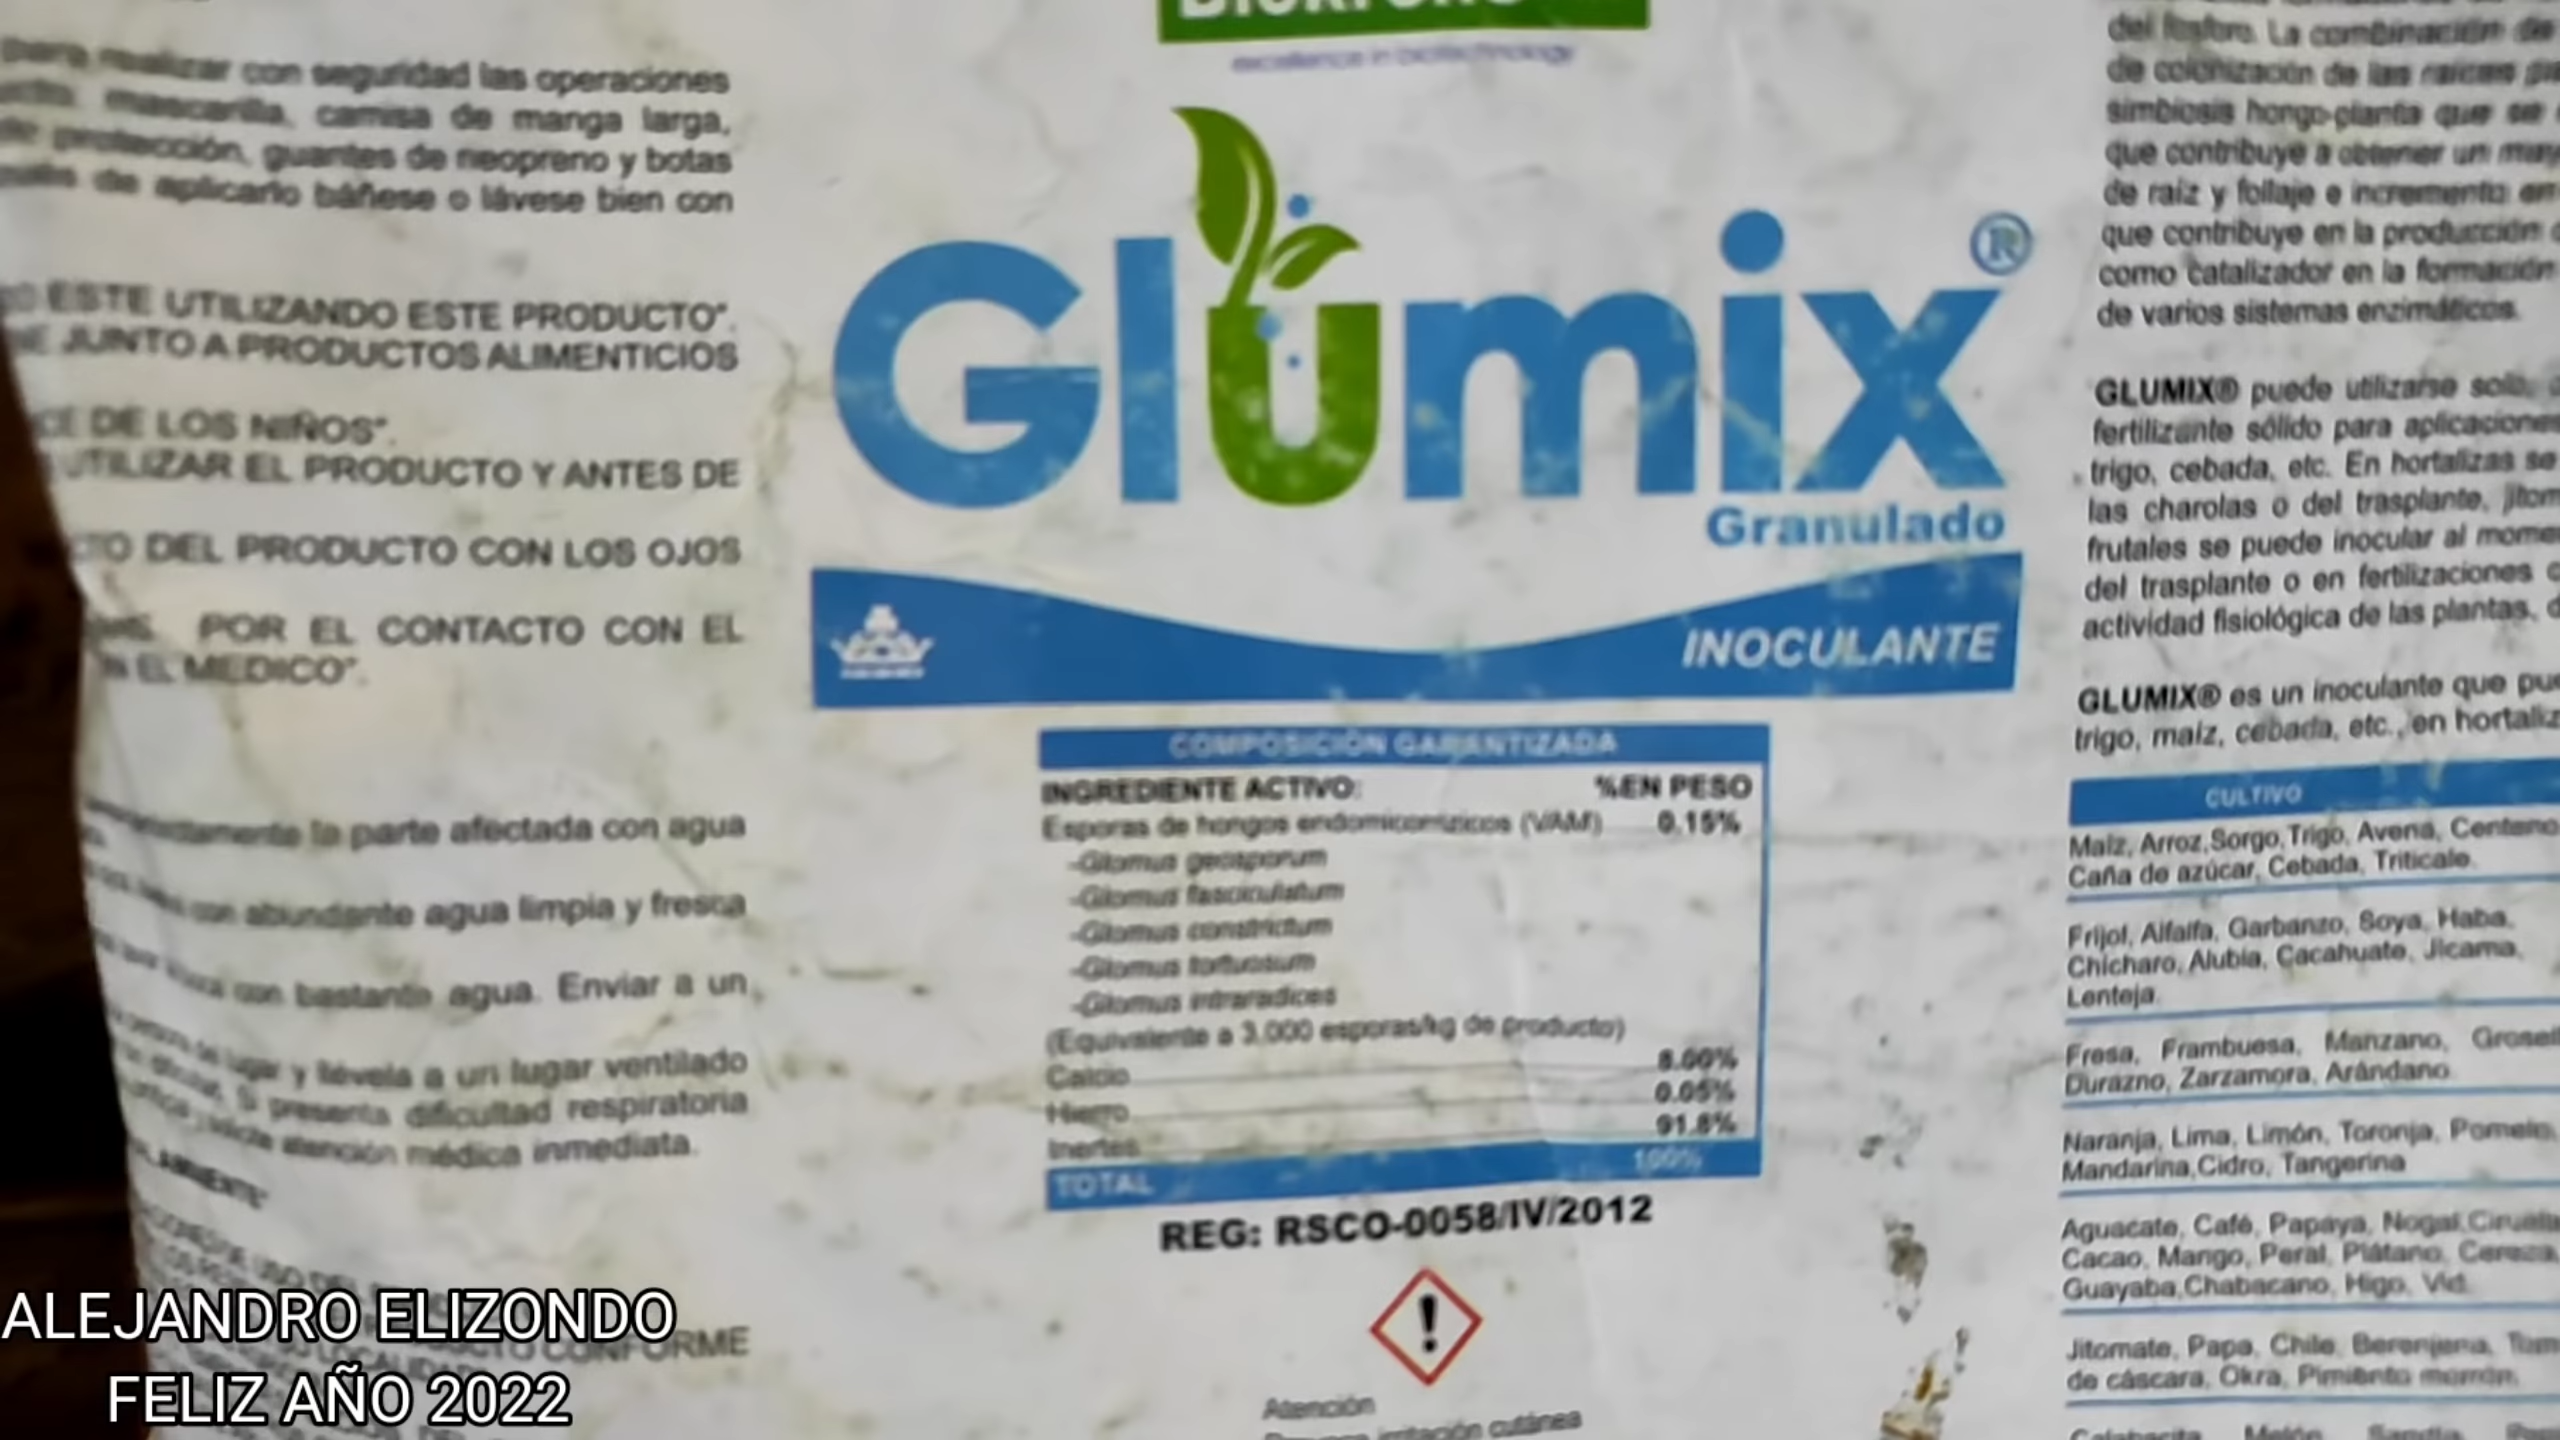 excellence in biotechnology
Glumix®
Granulado
INOCULANTE
para realizar con seguridad las operaciones
mascarilla, camisa de manga larga,
de protección, guantes de neopreno y botas
de aplicarlo báñese o lávese bien con
ESTE UTILIZANDO ESTE PRODUCTO".
JUNTO A PRODUCTOS ALIMENTICIOS
DE LOS NIÑOS".
UTILIZAR EL PRODUCTO Y ANTES DE
DEL PRODUCTO CON LOS OJOS
POR EL CONTACTO CON EL
EL MEDICO".
la parte afectada con agua
con abundante agua limpia y fresca
con bastante agua. Enviar a un
lugar y llévela a un lugar ventilado
presenta dificultad respiratoria
atención médica inmediata.
CONFORME
COMPOSICIÓN GARANTIZADA
INGREDIENTE ACTIVO: %EN PESO
Esporas de hongos endomicorrizicos (VAM) 0.15%
-Glomus geosporum
-Glomus fasciculatum
-Glomus constrictum
-Glomus tortuosum
-Glomus intraradices
(Equivalente a 3,000 esporas/kg de producto)
Calcio 8.00%
Hierro 0.05%
Inertes 91.8%
TOTAL 100%
REG: RSCO-0058/IV/2012
Atención
irritación cutánea
del fosforo. La combinación de
de colonización de las raíces
simbiosis hongo-planta que se
que contribuye a obtener un
de raíz y follaje e incremento en
que contribuye en la producción
como catalizador en la formación
de varios sistemas enzimáticos.
GLUMIX® puede utilizarse solo,
fertilizante sólido para aplicaciones
trigo, cebada, etc. En hortalizas se
las charolas o del trasplante,
frutales se puede inocular al
del trasplante o en fertilizaciones
actividad fisiológica de las plantas,
GLUMIX® es un inoculante que
trigo, maíz, cebada, etc., en
CULTIVO
Maíz, Arroz,Sorgo,Trigo, Avena, Centeno
Caña de azúcar, Cebada, Triticale.
Frijol, Alfalfa, Garbanzo, Soya, Haba,
Chícharo, Alubia, Cacahuate, Jícama,
Lenteja.
Fresa, Frambuesa, Manzano,
Durazno, Zarzamora, Arándano.
Naranja, Lima, Limón, Toronja, Pomelo,
Mandarina,Cidro, Tangerina
Aguacate, Café, Papaya, Nogal,Ciruela
Cacao, Mango, Peral, Plátano, Cereza,
Guayaba,Chabacano, Higo, Vid.
Jitomate, Papa, Chile, Berenjena,
de cáscara, Okra, Pimiento morrón.
Calabacita, Melón, Sandía,
ALEJANDRO ELIZONDO
FELIZ AÑO 2022